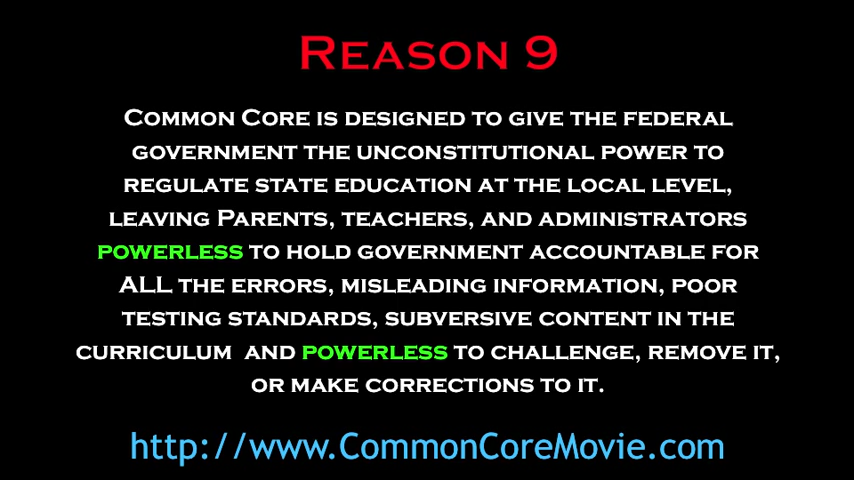 Reason 9
Common Core is designed to give the federal
government the unconstitutional power to
regulate state education at the local level,
leaving Parents, teachers, and administrators
powerless to hold government accountable for
ALL the errors, misleading information, poor
testing standards, subversive content in the
curriculum and powerless to challenge, remove it,
or make corrections to it.
http://www.CommonCoreMovie.com